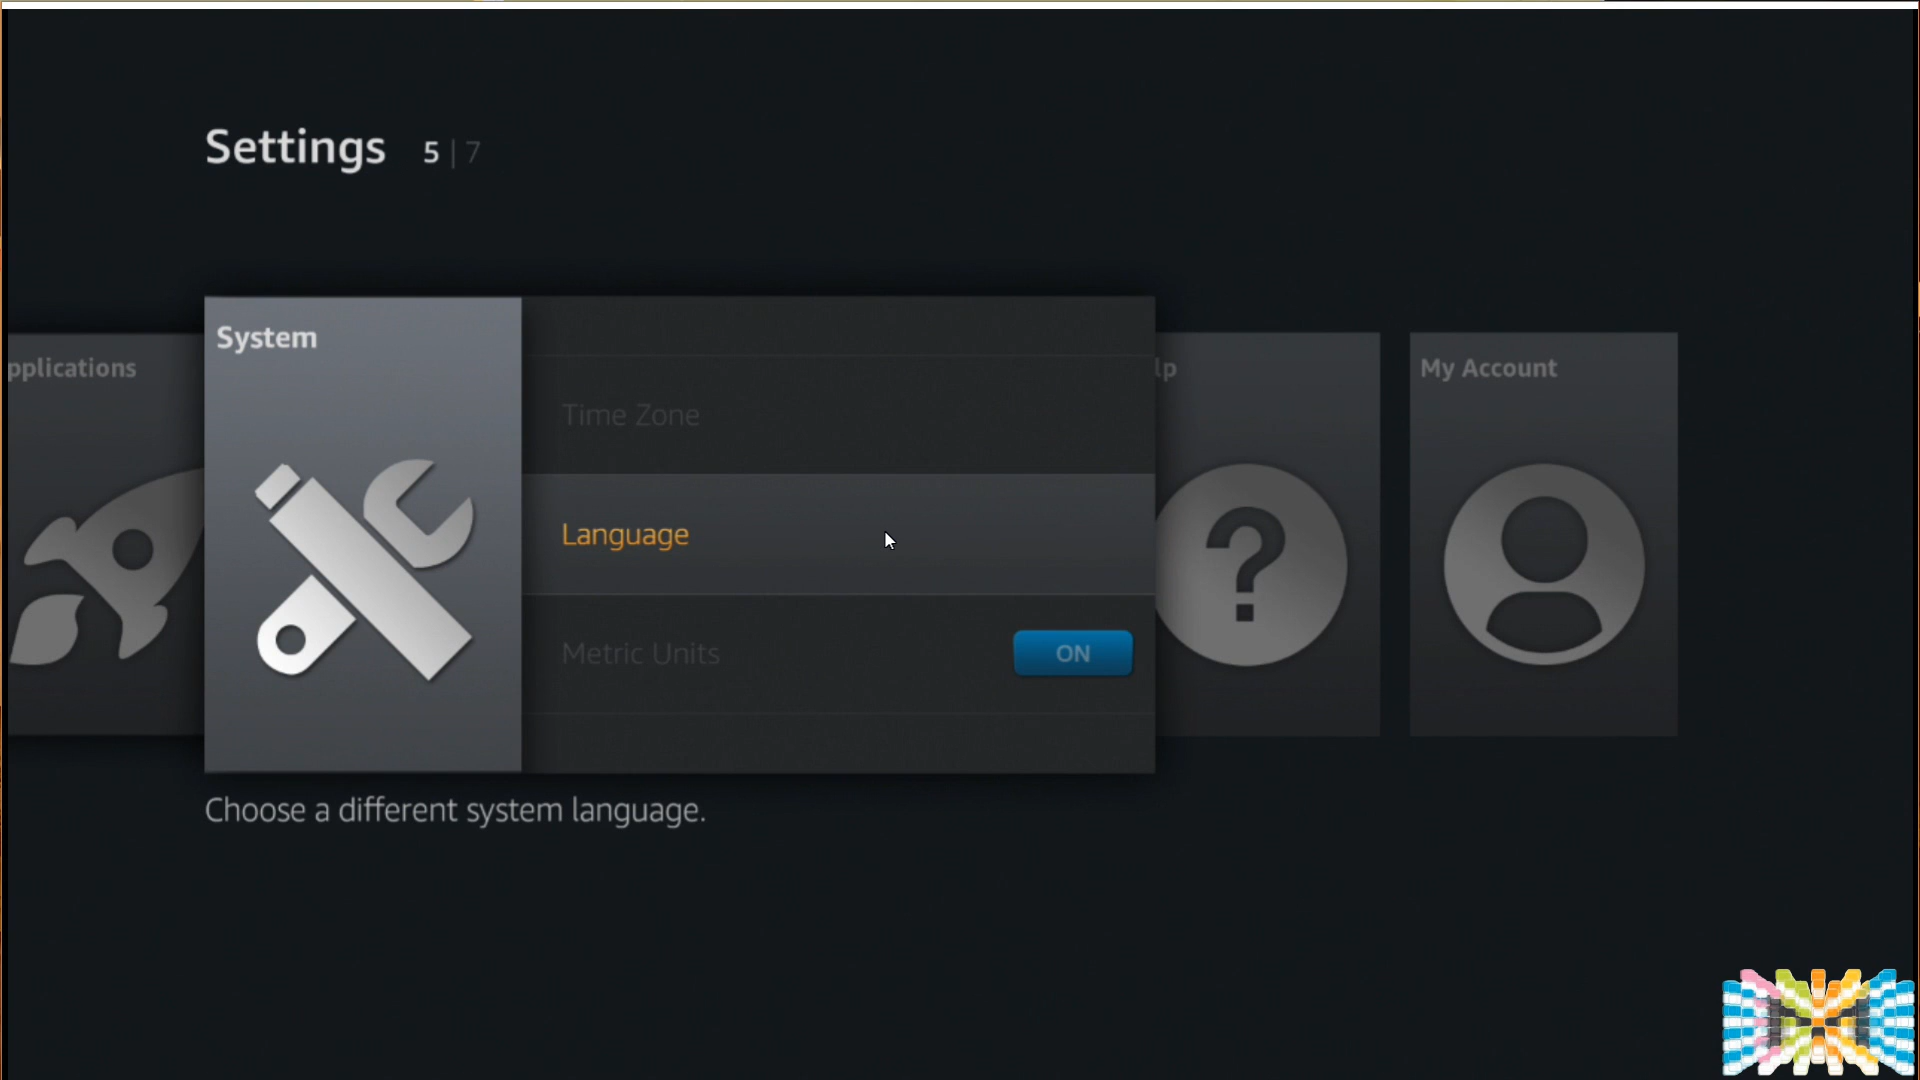 Settings 5 | 7
pplications
System
lp
My Account
Time Zone
Language
Metric Units ON
Choose a different system language.